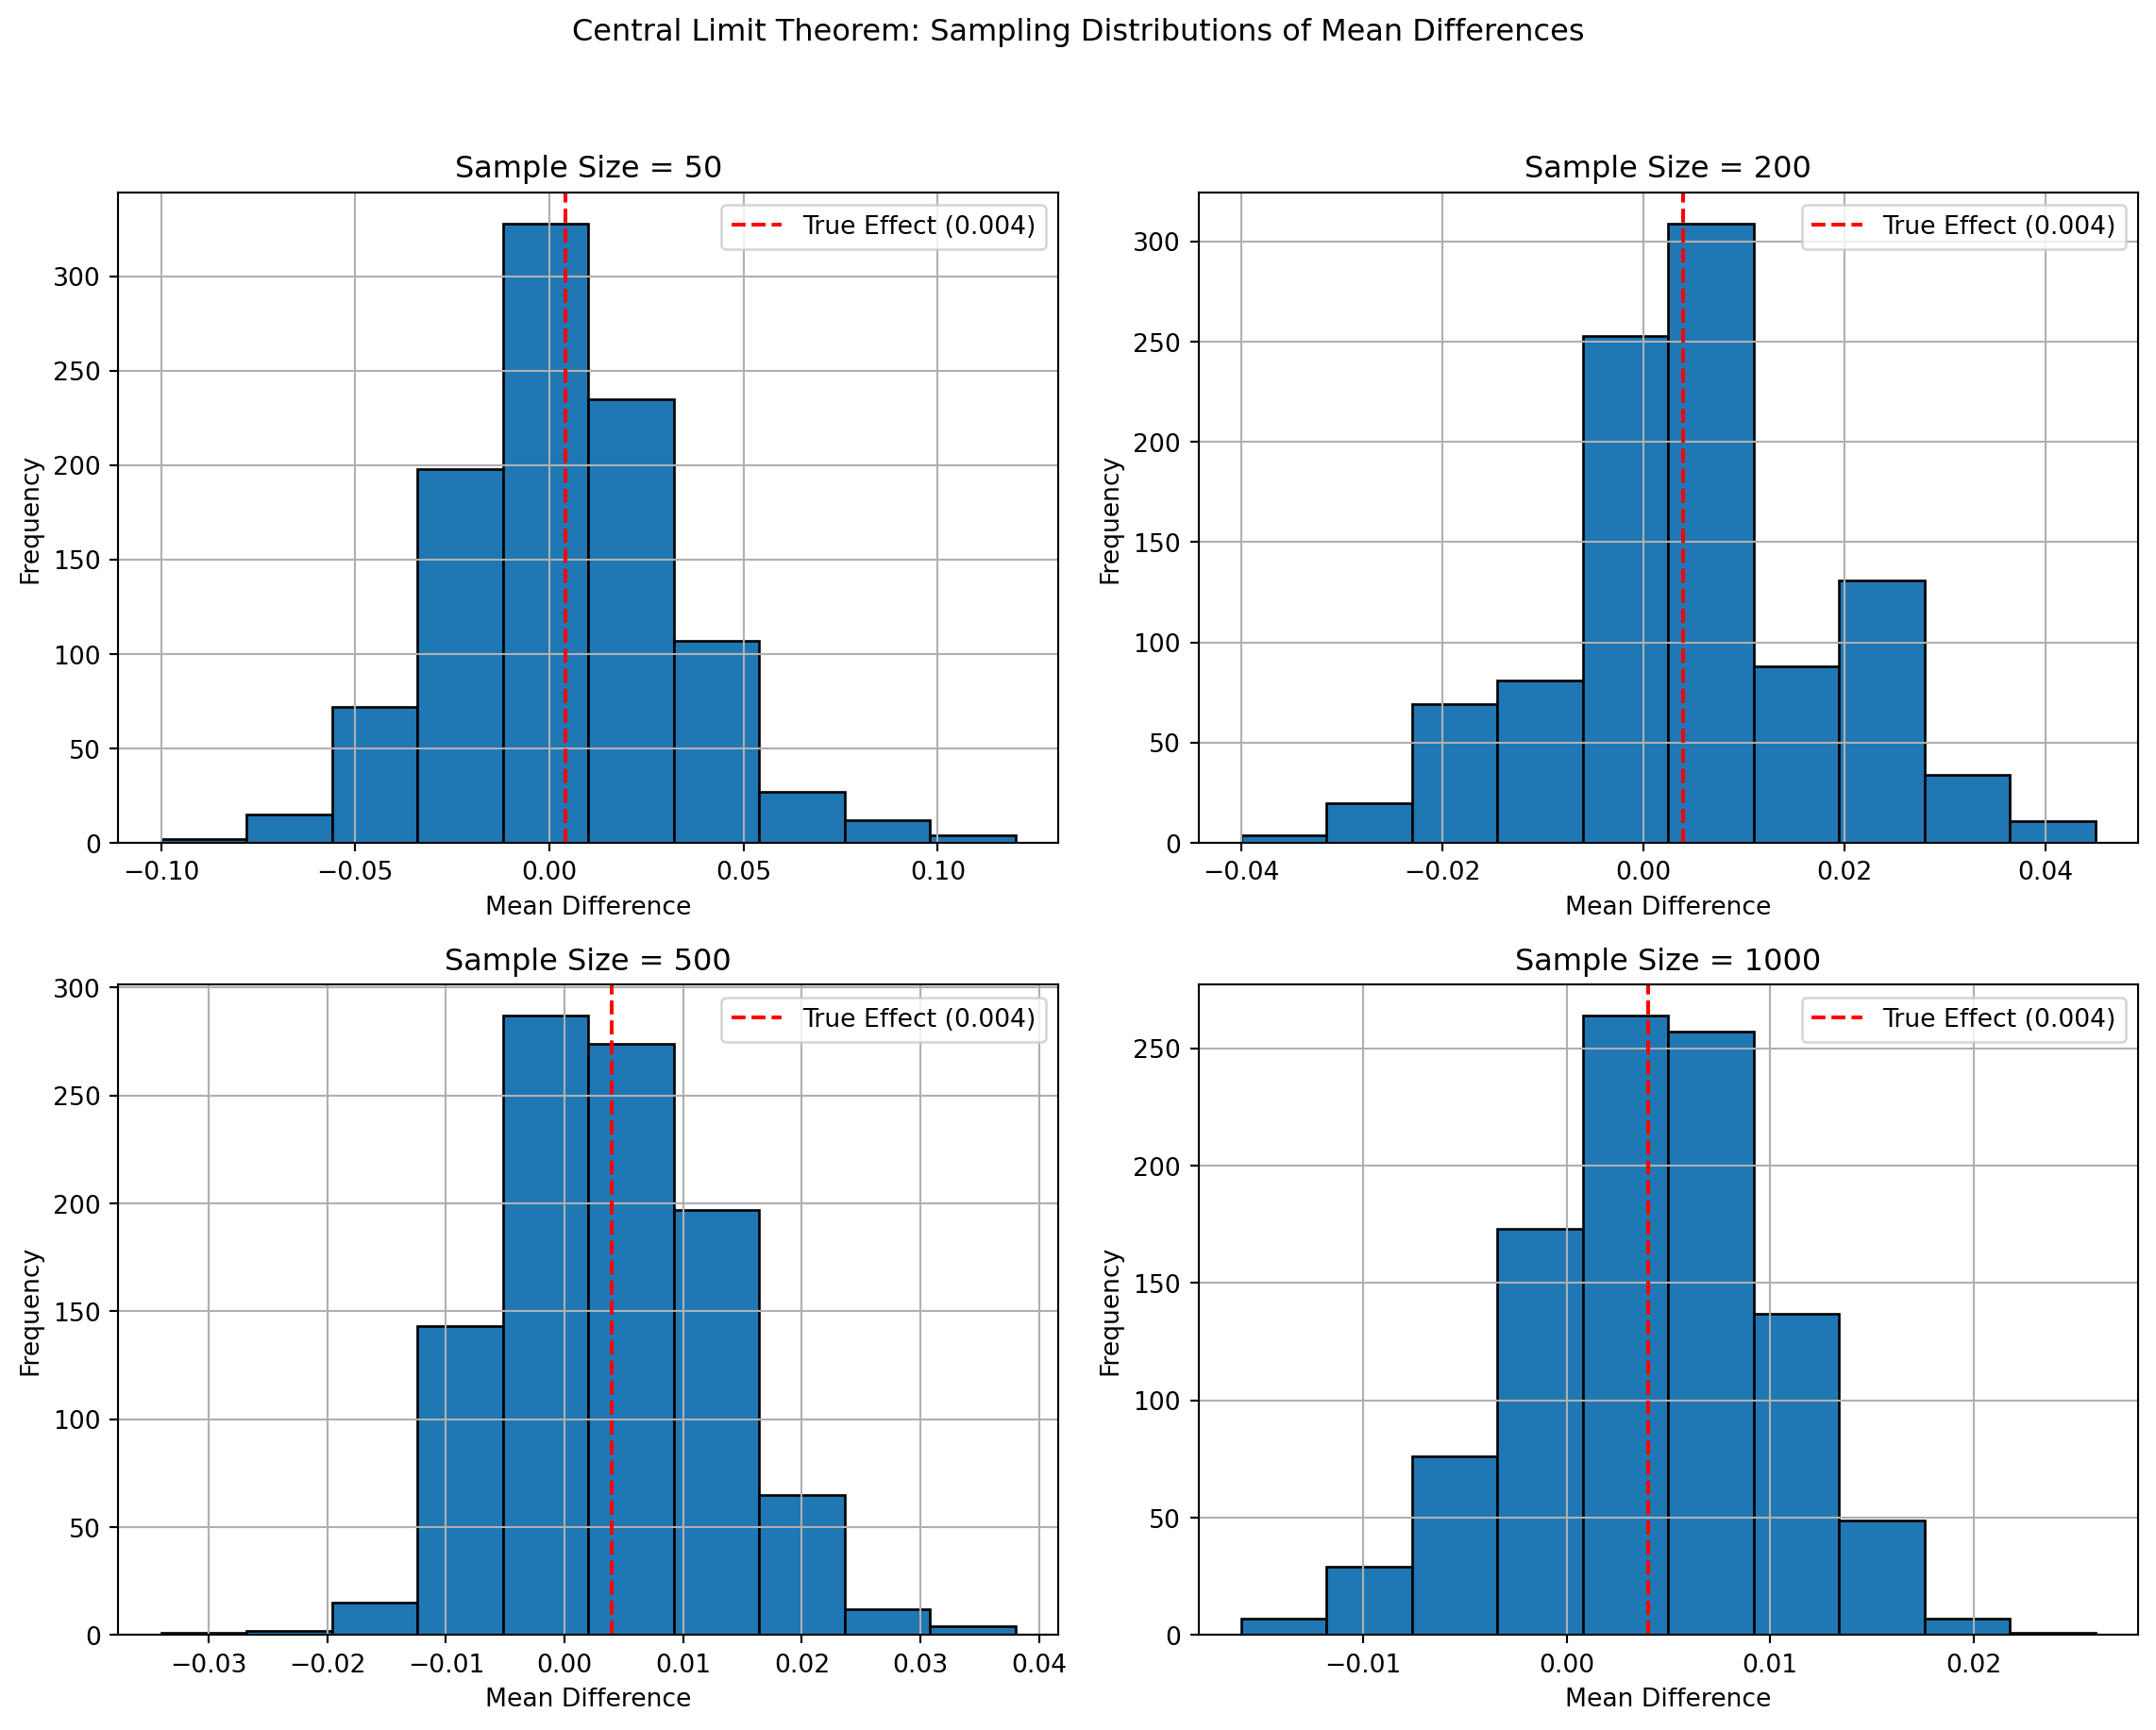 Central Limit Theorem: Sampling Distributions of Mean Differences
Sample Size = 50
True Effect (0.004)
Frequency
300
250
200
150
100
50
0
−0.10 −0.05 0.00 0.05 0.10
Mean Difference
Sample Size = 200
True Effect (0.004)
Frequency
300
250
200
150
100
50
0
−0.04 −0.02 0.00 0.02 0.04
Mean Difference
Sample Size = 500
True Effect (0.004)
Frequency
300
250
200
150
100
50
0
−0.03 −0.02 −0.01 0.00 0.01 0.02 0.03 0.04
Mean Difference
Sample Size = 1000
True Effect (0.004)
Frequency
250
200
150
100
50
0
−0.01 0.00 0.01 0.02
Mean Difference